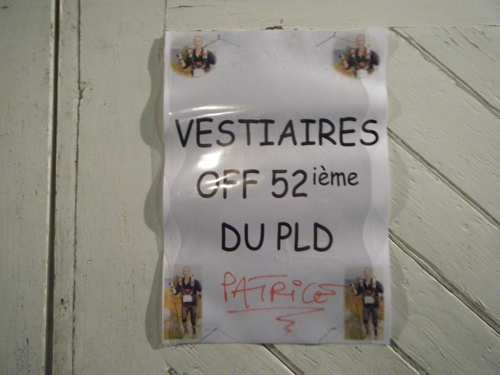 VESTIAIRES
OFF 52ième
DU PLD
PATRICE